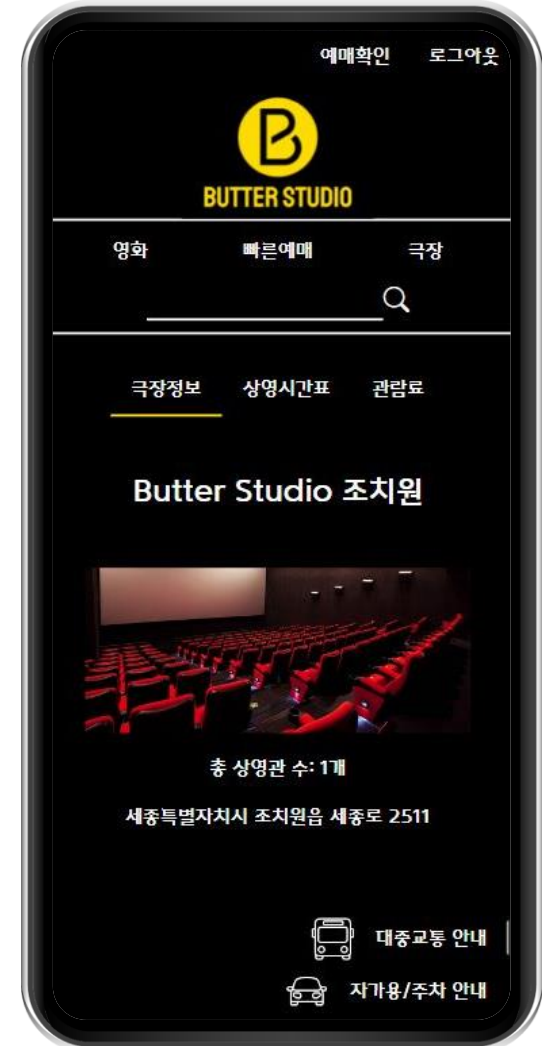 예매확인 로그아웃
B
BUTTER STUDIO
영화 빠른예매 극장
극장정보 상영시간표 관람료
Butter Studio 조치원
총 상영관 수: 1개
세종특별자치시 조치원읍 세종로 2511
대중교통 안내
자가용/주차 안내